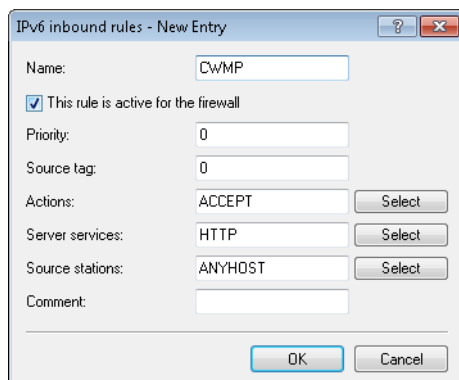 IPv6 inbound rules - New Entry ?
Name: CWMP
This rule is active for the firewall
Priority: 0
Source tag: 0
Actions: ACCEPT Select
Server services: HTTP Select
Source stations: ANYHOST Select
Comment:
OK Cancel